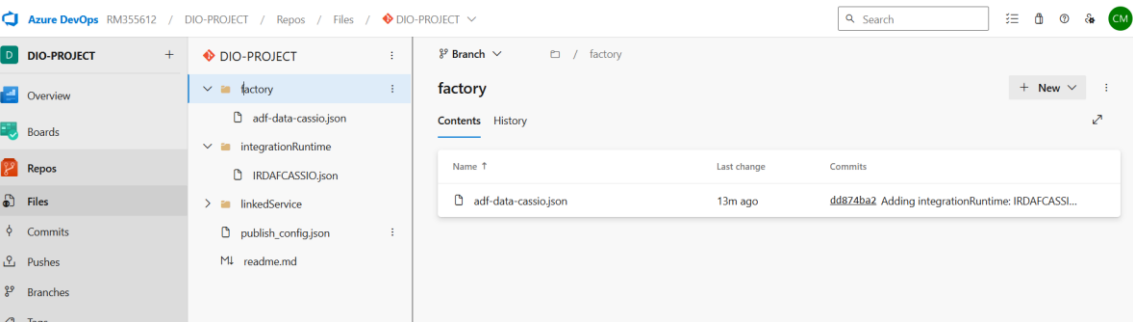 Azure DevOps RM355612 / DIO-PROJECT / Repos / Files / DIO-PROJECT
Search
CM
D DIO-PROJECT +
Overview
Boards
Repos
Files
Commits
Pushes
Branches
Tags
DIO-PROJECT
factory
adf-data-cassio.json
integrationRuntime
IRDAFCASSIO.json
linkedService
publish_config.json
M↓ readme.md
Branch / factory
factory
+ New
Contents History
Name ↑ Last change Commits
adf-data-cassio.json 13m ago dd874ba2 Adding integrationRuntime: IRDAFCASSI...